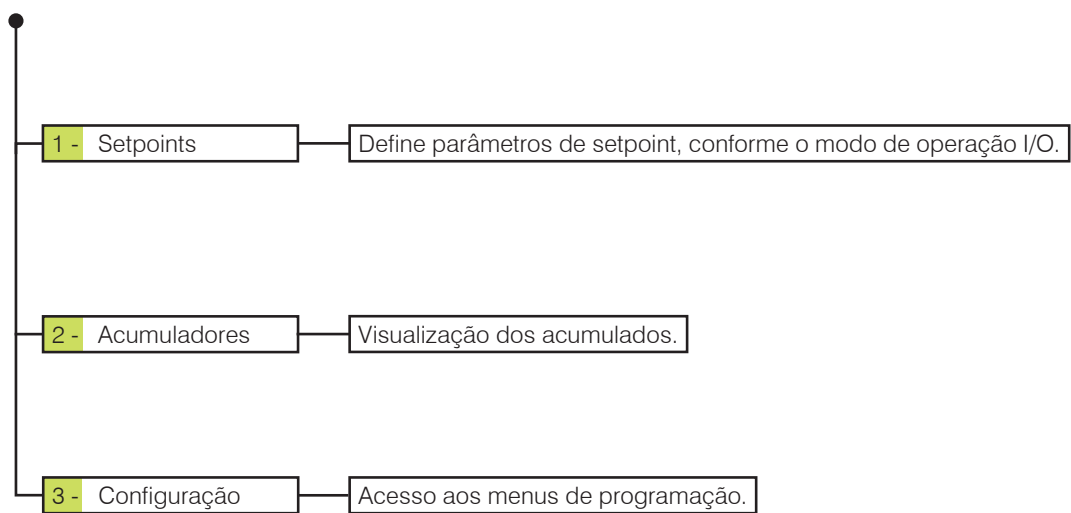 1 - Setpoints Define parâmetros de setpoint, conforme o modo de operação I/O.
2 - Acumuladores Visualização dos acumulados.
3 - Configuração Acesso aos menus de programação.